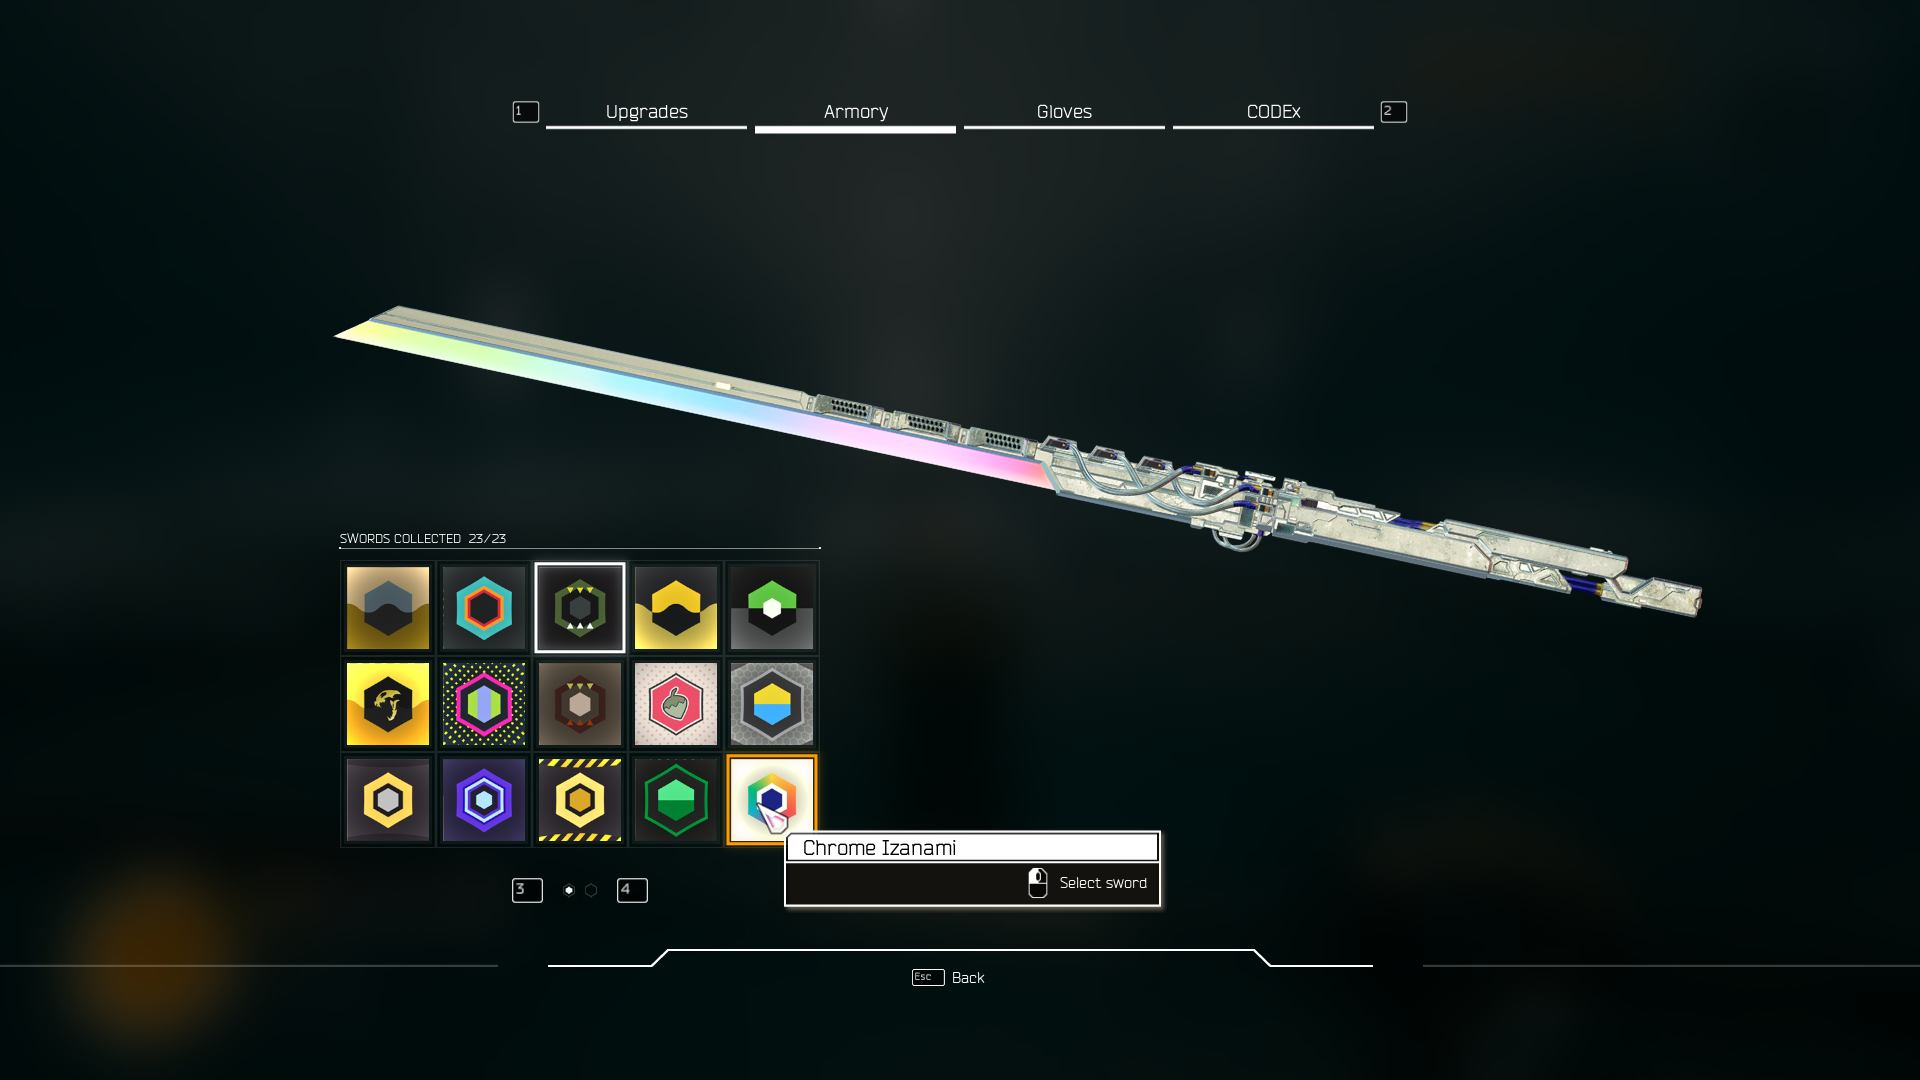 1 Upgrades Armory Gloves CODEx 2
SWORDS COLLECTED 23/23
Chrome Izanami
Select sword
3 4
Esc Back